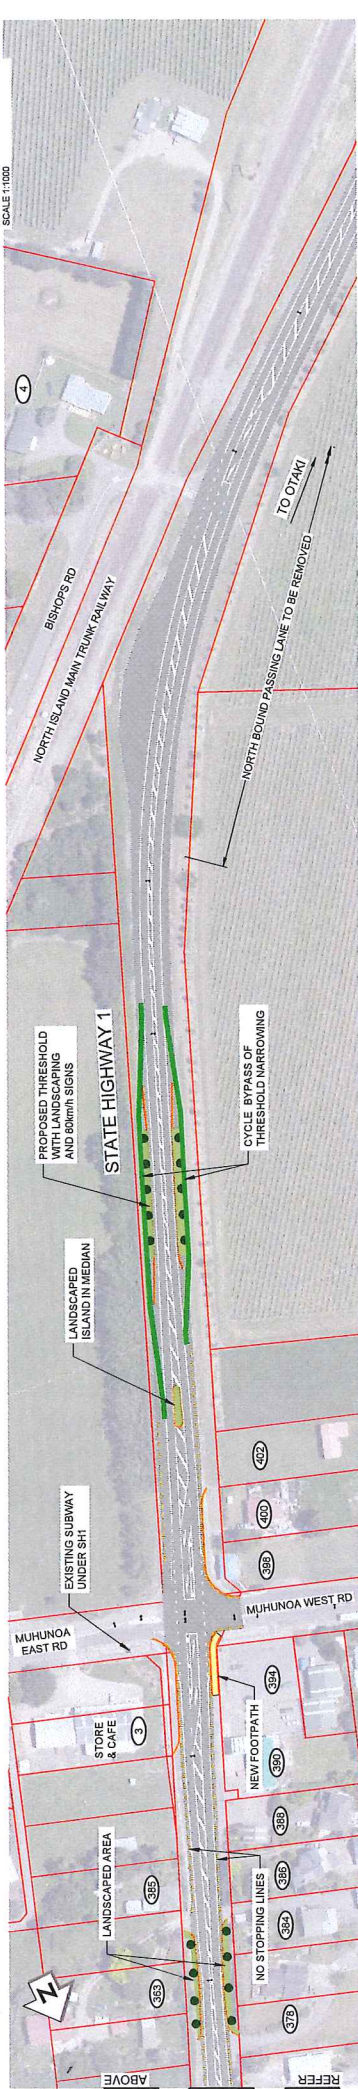 SCALE 1:1000
4
BISHOPS RD
NORTH ISLAND MAIN TRUNK RAILWAY
TO OTAKI
NORTH BOUND PASSING LANE TO BE REMOVED
STATE HIGHWAY 1
PROPOSED THRESHOLD
WITH LANDSCAPING
AND 80km/h SIGNS
CYCLE BYPASS OF
THRESHOLD NARROWING
LANDSCAPED
ISLAND IN MEDIAN
EXISTING SUBWAY
UNDER SH1
MUHUNOA
EAST RD
MUHUNOA WEST RD
402
400
398
STORE
& CAFE
3
NEW FOOTPATH
394
390
388
386
384
378
385
363
LANDSCAPED AREA
NO STOPPING LINES
N
ABOVE
REFER